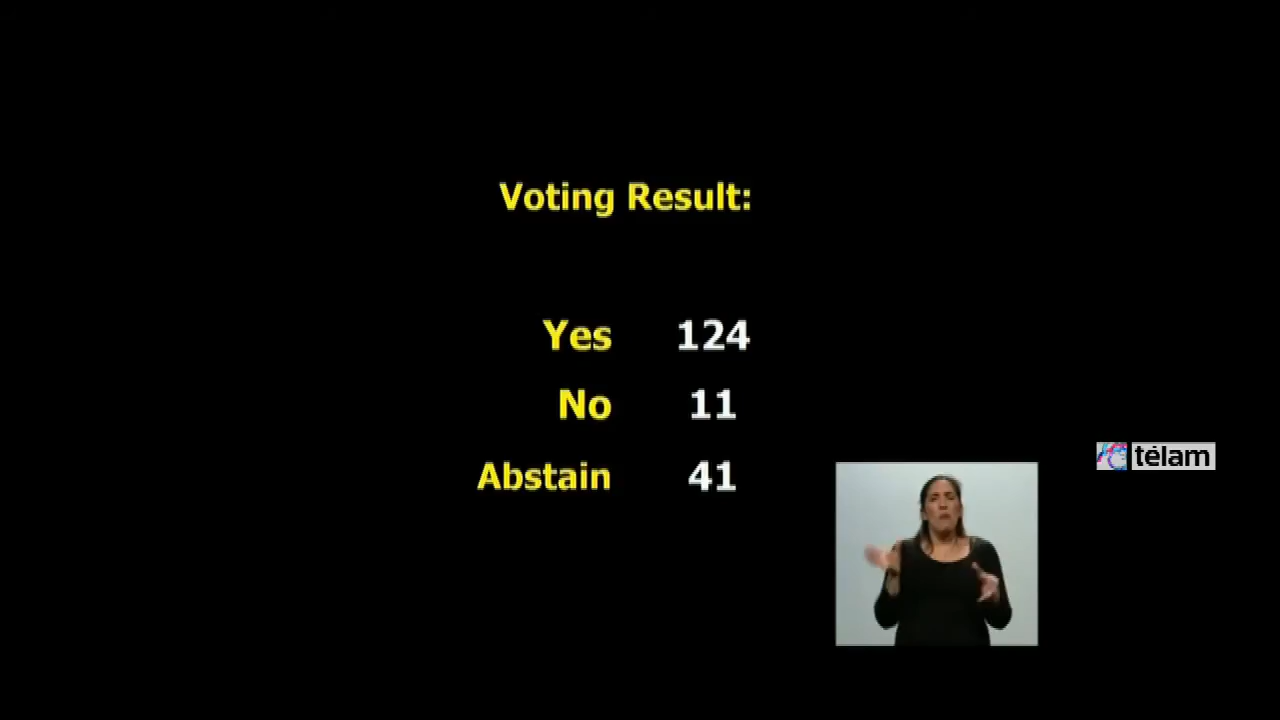 Voting Result:
Yes 124
No 11
Abstain 41
télam